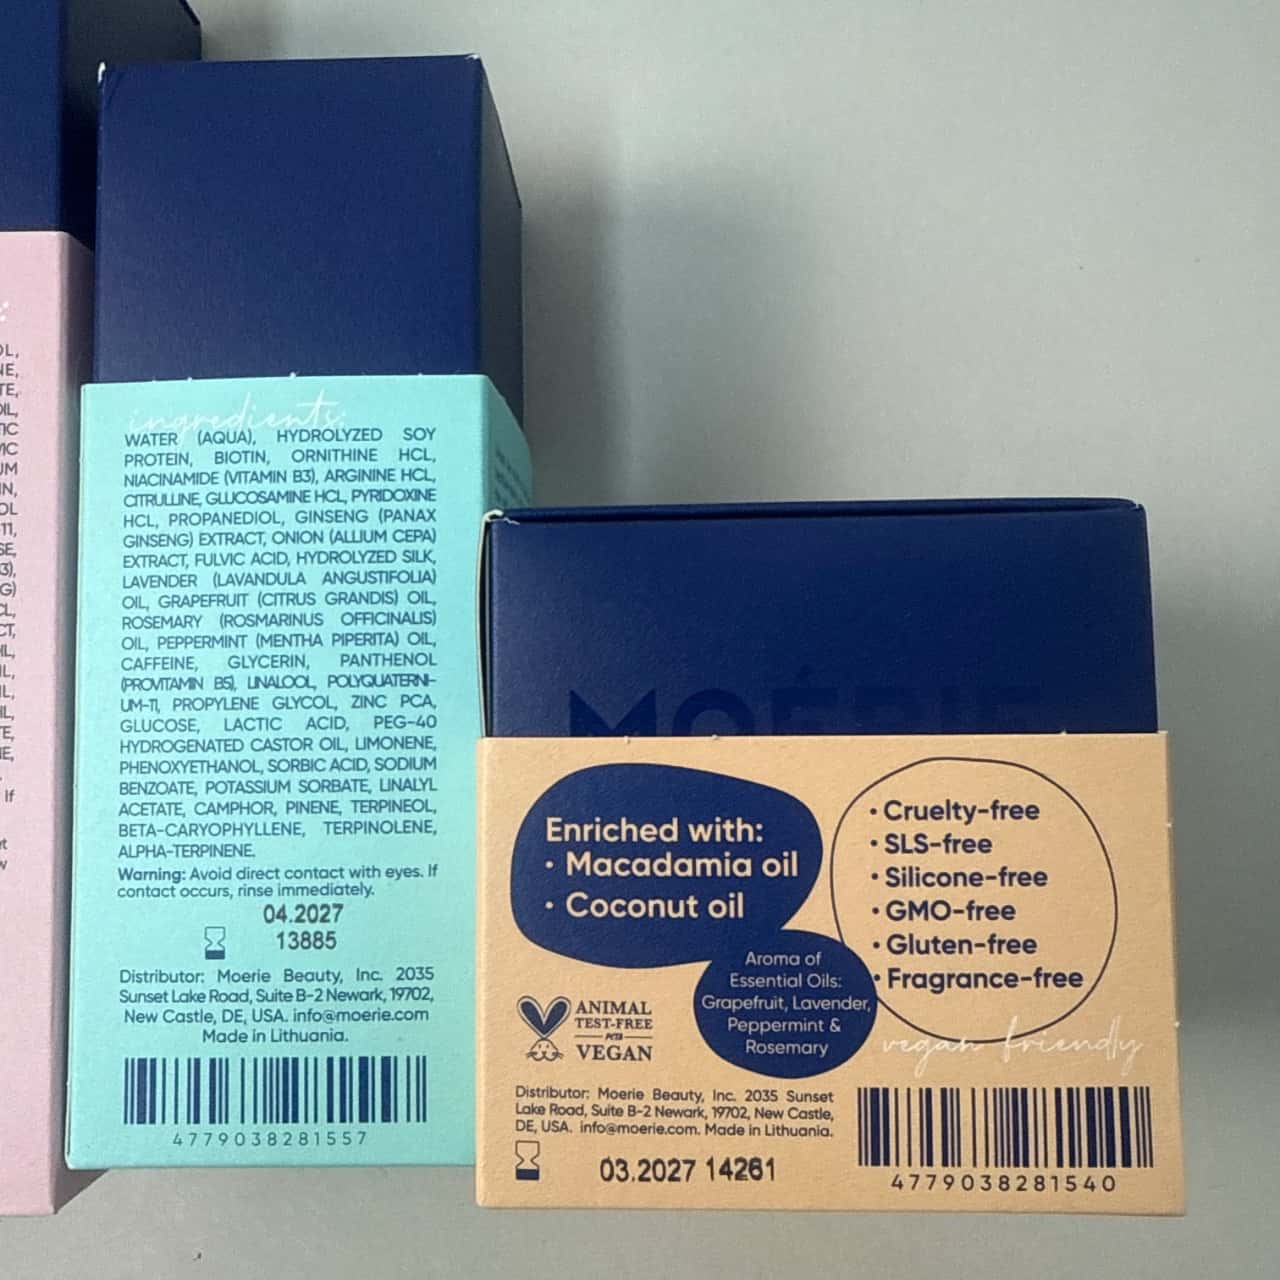 ingredients:
WATER (AQUA), HYDROLYZED SOY
PROTEIN, BIOTIN, ORNITHINE HCL,
NIACINAMIDE (VITAMIN B3), ARGININE HCL,
CITRULLINE, GLUCOSAMINE HCL, PYRIDOXINE
HCL, PROPANEDIOL, GINSENG (PANAX
GINSENG) EXTRACT, ONION (ALLIUM CEPA)
EXTRACT, FULVIC ACID, HYDROLYZED SILK,
LAVENDER (LAVANDULA ANGUSTIFOLIA)
OIL, GRAPEFRUIT (CITRUS GRANDIS) OIL,
ROSEMARY (ROSMARINUS OFFICINALIS)
OIL, PEPPERMINT (MENTHA PIPERITA) OIL,
CAFFEINE, GLYCERIN, PANTHENOL
(PROVITAMIN B5), LINALOOL, POLYQUATERNI-
UM-11, PROPYLENE GLYCOL, ZINC PCA,
GLUCOSE, LACTIC ACID, PEG-40
HYDROGENATED CASTOR OIL, LIMONENE,
PHENOXYETHANOL, SORBIC ACID, SODIUM
BENZOATE, POTASSIUM SORBATE, LINALYL
ACETATE, CAMPHOR, PINENE, TERPINEOL,
BETA-CARYOPHYLLENE, TERPINOLENE,
ALPHA-TERPINENE.
Warning: Avoid direct contact with eyes. If
contact occurs, rinse immediately.
04.2027
13885
Distributor: Moerie Beauty, Inc. 2035
Sunset Lake Road, Suite B-2 Newark, 19702,
New Castle, DE, USA. info@moerie.com
Made in Lithuania.
4779038281557
MOÉRIE
Enriched with:
• Macadamia oil
• Coconut oil
Aroma of
Essential Oils:
Grapefruit, Lavender,
Peppermint &
Rosemary
• Cruelty-free
• SLS-free
• Silicone-free
• GMO-free
• Gluten-free
• Fragrance-free
vegan friendly
ANIMAL
TEST-FREE
PETA
VEGAN
Distributor: Moerie Beauty, Inc. 2035 Sunset
Lake Road, Suite B-2 Newark, 19702, New Castle,
DE, USA. info@moerie.com. Made in Lithuania.
03.2027 14261
4779038281540